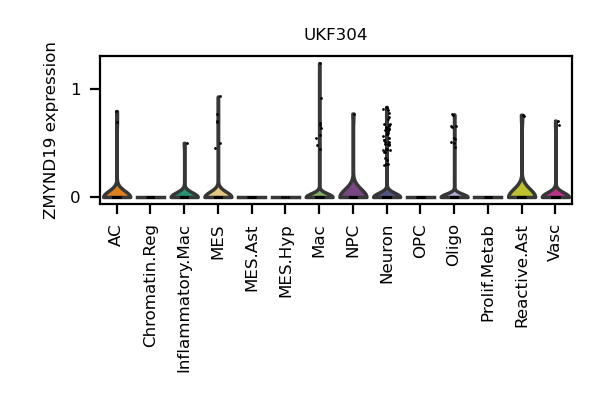 UKF304
ZMYND19 expression
1
0
AC
Chromatin.Reg
Inflammatory.Mac
MES
MES.Ast
MES.Hyp
Mac
NPC
Neuron
OPC
Oligo
Prolif.Metab
Reactive.Ast
Vasc